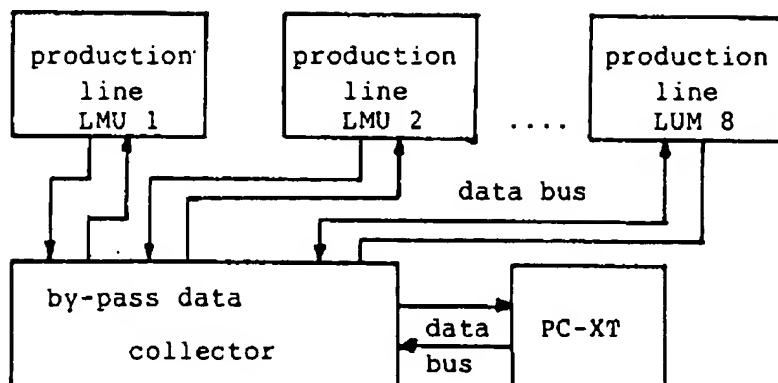 production
line
LMU 1
production
line
LMU 2
....
production
line
LUM 8
data bus
by-pass data
collector
data
bus
PC-XT